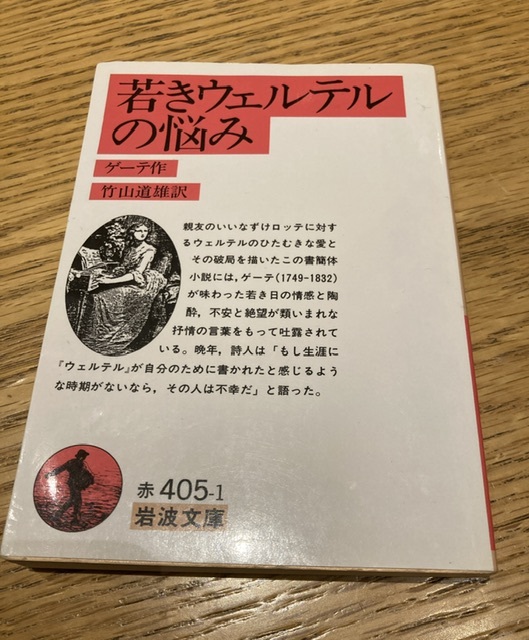 若きウェルテル
の悩み
ゲーテ作
竹山道雄訳
親友のいいなずけロッテに対す
るウェルテルのひたむきな愛と
その破局を描いたこの書簡体
小説には，ゲーテ(1749-1832)
が味わった若き日の情感と陶
酔，不安と絶望が類いまれな
抒情の言葉をもって吐露されて
いる。晩年，詩人は「もし生涯に
『ウェルテル』が自分のために書かれたと感じるよう
な時期がないなら，その人は不幸だ」と語った。
赤 405-1
岩波文庫